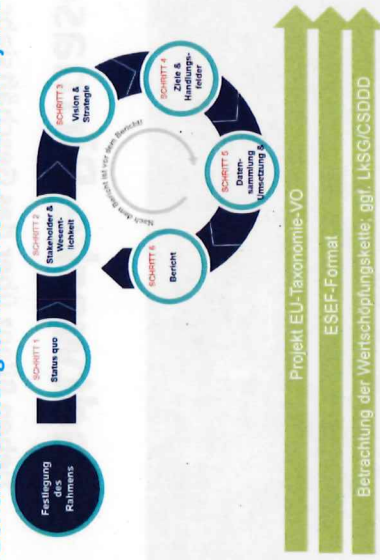 Festlegung
des
Rahmens
SCHRITT 1
Status quo
SCHRITT 2
Stakeholder &
Wesent-
lichkeit
SCHRITT 3
Vision &
Strategie
SCHRITT 4
Ziele &
Handlungs-
felder
SCHRITT 5
Daten-
sammlung
Umsetzung &
SCHRITT 6
Bericht
Nach dem Bericht ist vor dem Bericht!
Projekt EU-Taxonomie-VO
ESEF-Format
Betrachtung der Wertschöpfungskette; ggf. LkSG/CSDDD